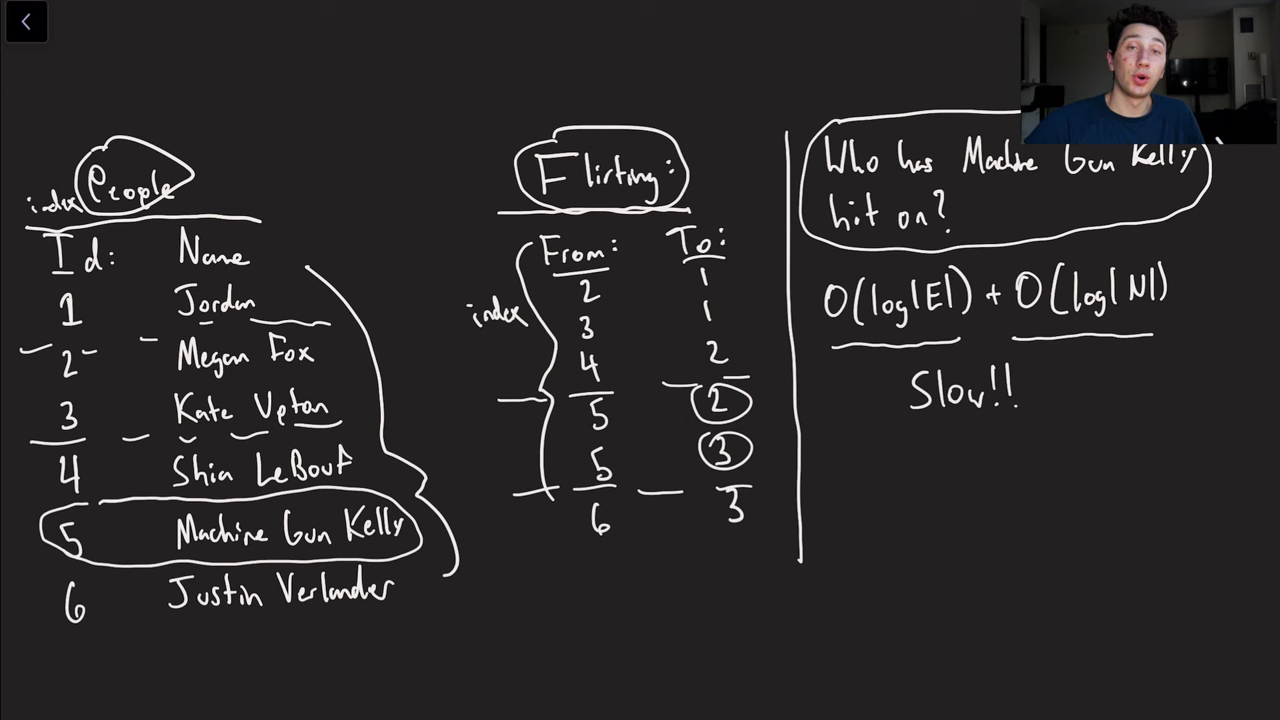 People
index
Id: Name
1 Jordan
2 Megan Fox
3 Kate Upton
4 Shia LeBouf
5 Machine Gun Kelly
6 Justin Verlander
Flirting:
index
From: To:
2 1
3 1
4 2
5 2
5 3
6 3
Who has Machine Gun Kelly
hit on?
O(log|E|) + O(log|N|)
Slow!!